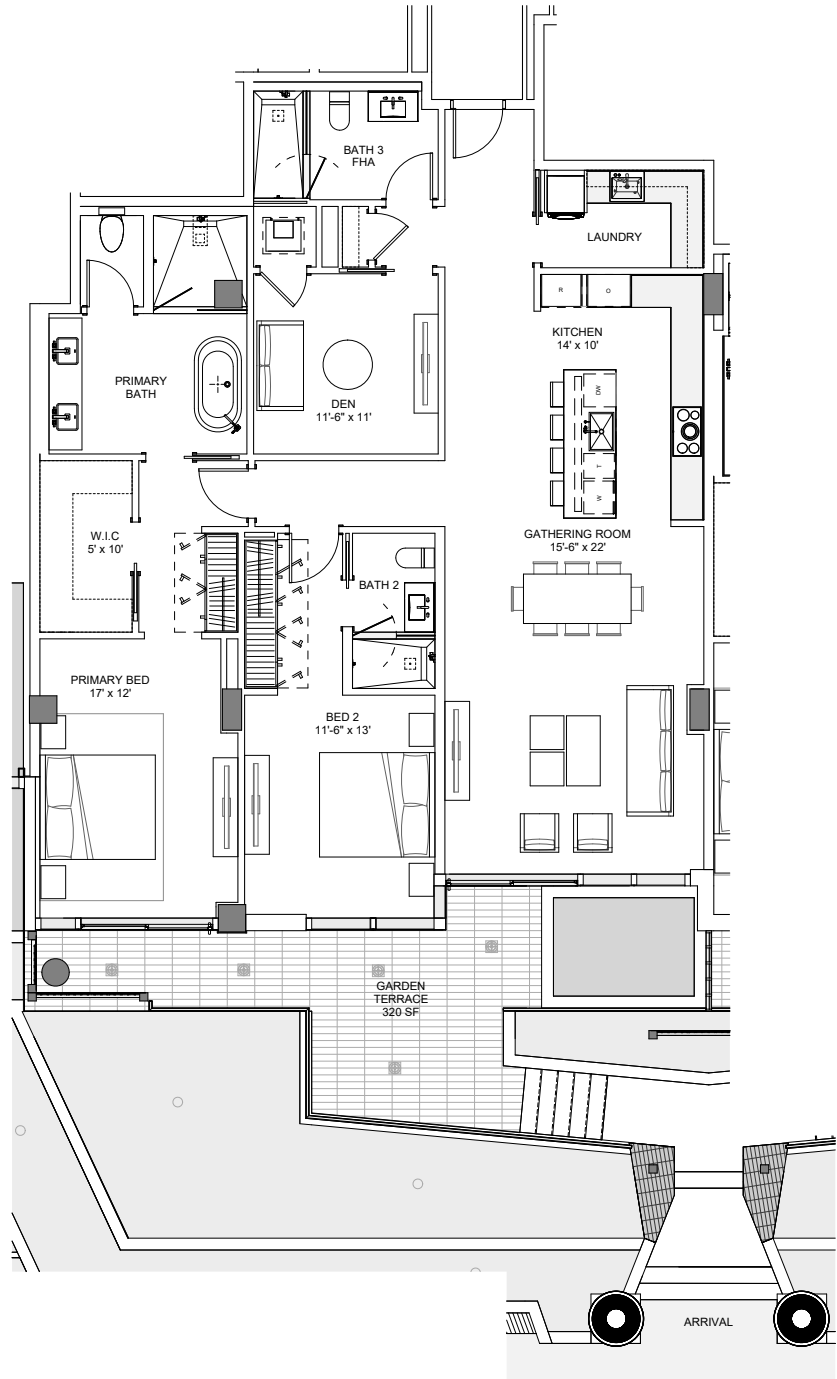 BATH 3
FHA
LAUNDRY
R
O
KITCHEN
14' x 10'
PRIMARY
BATH
DEN
11'-6" x 11'
DW
T
W
W.I.C
5' x 10'
GATHERING ROOM
15'-6" x 22'
BATH 2
PRIMARY BED
17' x 12'
BED 2
11'-6" x 13'
GARDEN
TERRACE
320 SF
ARRIVAL